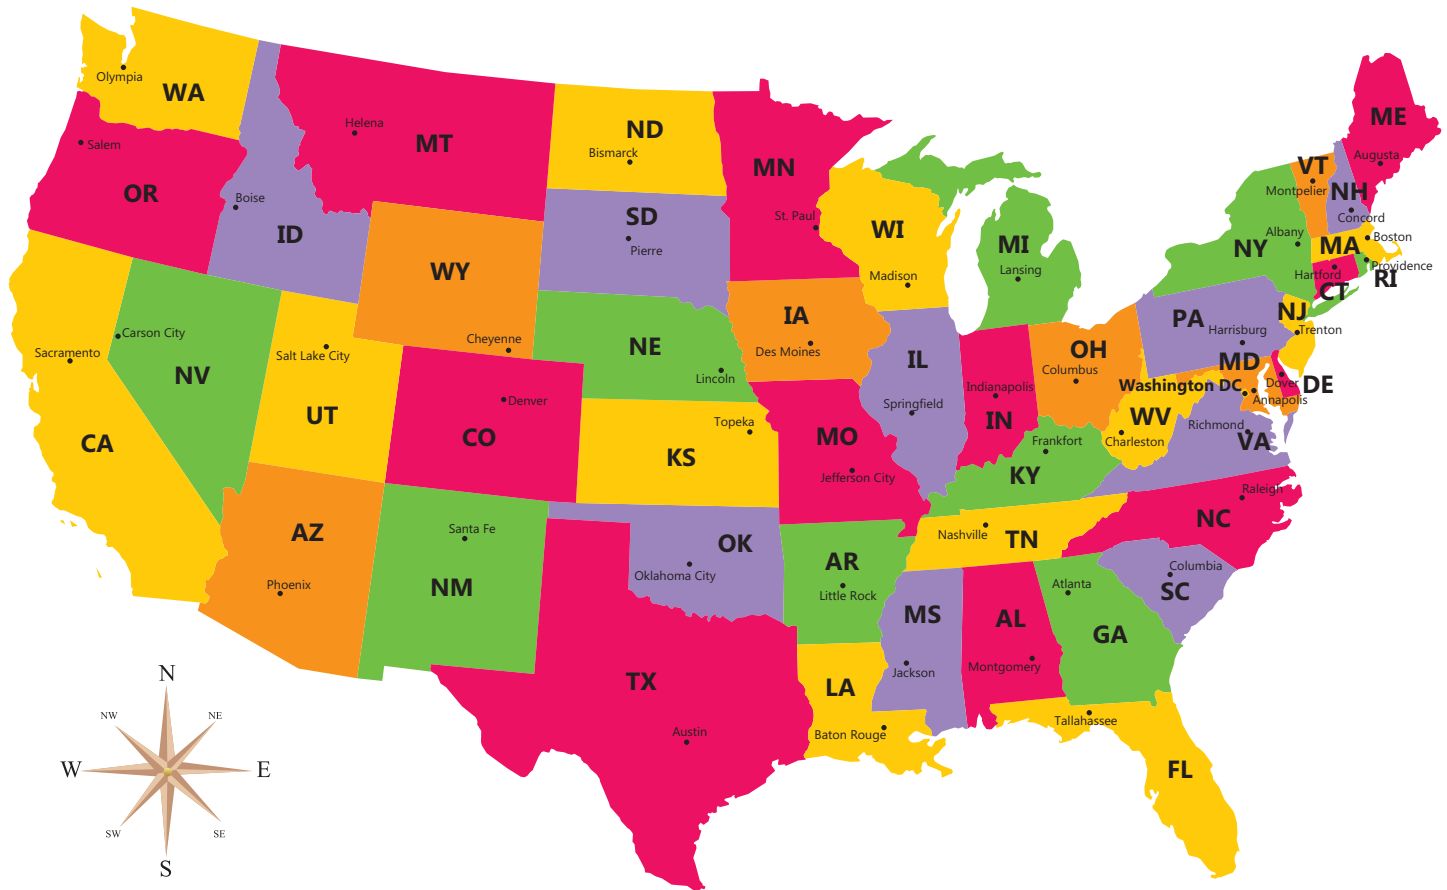 Olympia
WA
Salem
OR
Boise
ID
Helena
MT
ND
Bismarck
SD
Pierre
MN
St. Paul
WI
Madison
MI
Lansing
WY
Cheyenne
NE
Lincoln
IA
Des Moines
Sacramento
CA
Carson City
NV
Salt Lake City
UT
Denver
CO
Topeka
KS
MO
Jefferson City
IL
Springfield
Indianapolis
IN
OH
Columbus
Frankfort
KY
Charleston
WV
Washington DC
MD
Annapolis
Dover
DE
Richmond
VA
PA
Harrisburg
NJ
Trenton
NY
Albany
VT
Montpelier
NH
Concord
ME
Augusta
MA
Boston
Hartford
CT
Providence
RI
AZ
Phoenix
Santa Fe
NM
OK
Oklahoma City
TX
Austin
AR
Little Rock
LA
Baton Rouge
MS
Jackson
AL
Montgomery
Nashville
TN
Raleigh
NC
Columbia
SC
Atlanta
GA
Tallahassee
FL
N
NW
NE
W
E
SW
SE
S